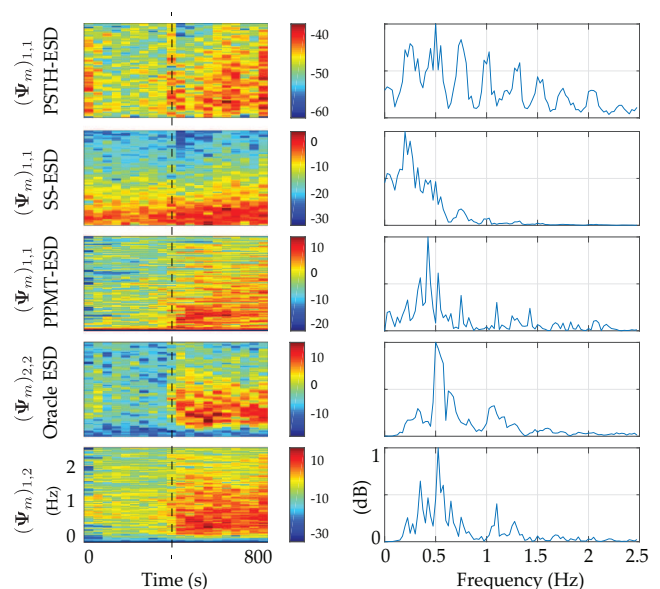 (Ψm)1,1
PSTH-ESD
-40
-50
-60
(Ψm)1,1
SS-ESD
0
-10
-20
-30
(Ψm)1,1
PPMT-ESD
10
0
-10
-20
(Ψm)2,2
Oracle ESD
10
0
-10
(Ψm)1,2
(Hz)
2
1
0
10
-10
-30
0
800
Time (s)
1
(dB)
0
0
0.5
1.0
1.5
2
2.5
Frequency (Hz)